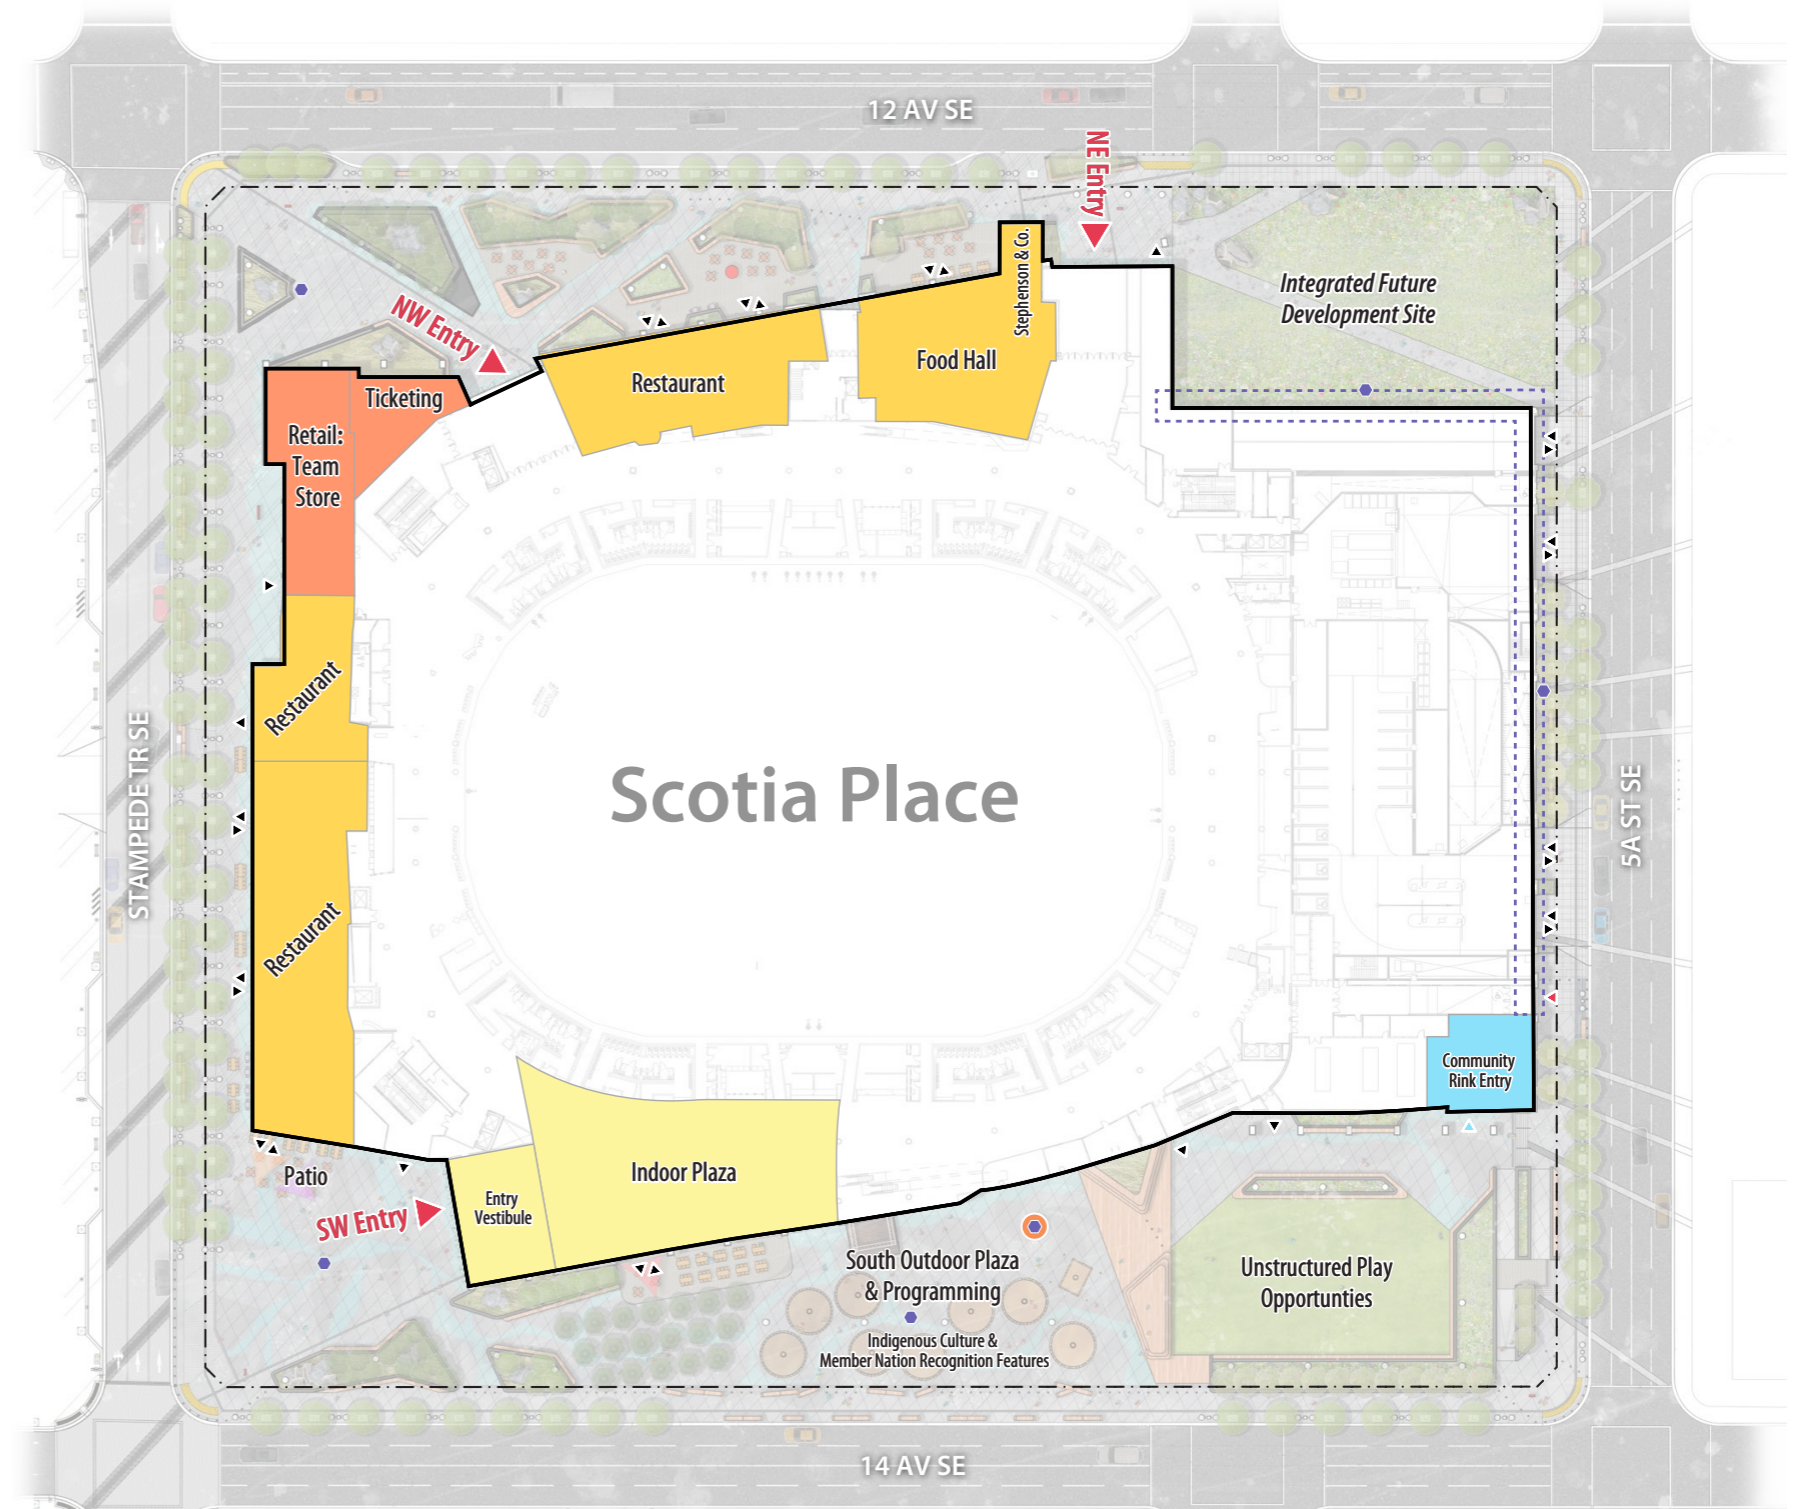 12 AV SE
NE Entry
Stephenson & Co.
Integrated Future
Development Site
NW Entry
Food Hall
Restaurant
Ticketing
Retail:
Team
Store
Restaurant
STAMPEDE TR SE
Scotia Place
5A ST SE
Restaurant
Community
Rink Entry
Patio
Indoor Plaza
Entry
Vestibule
SW Entry
South Outdoor Plaza
& Programming
Indigenous Culture &
Member Nation Recognition Features
Unstructured Play
Opportunties
14 AV SE